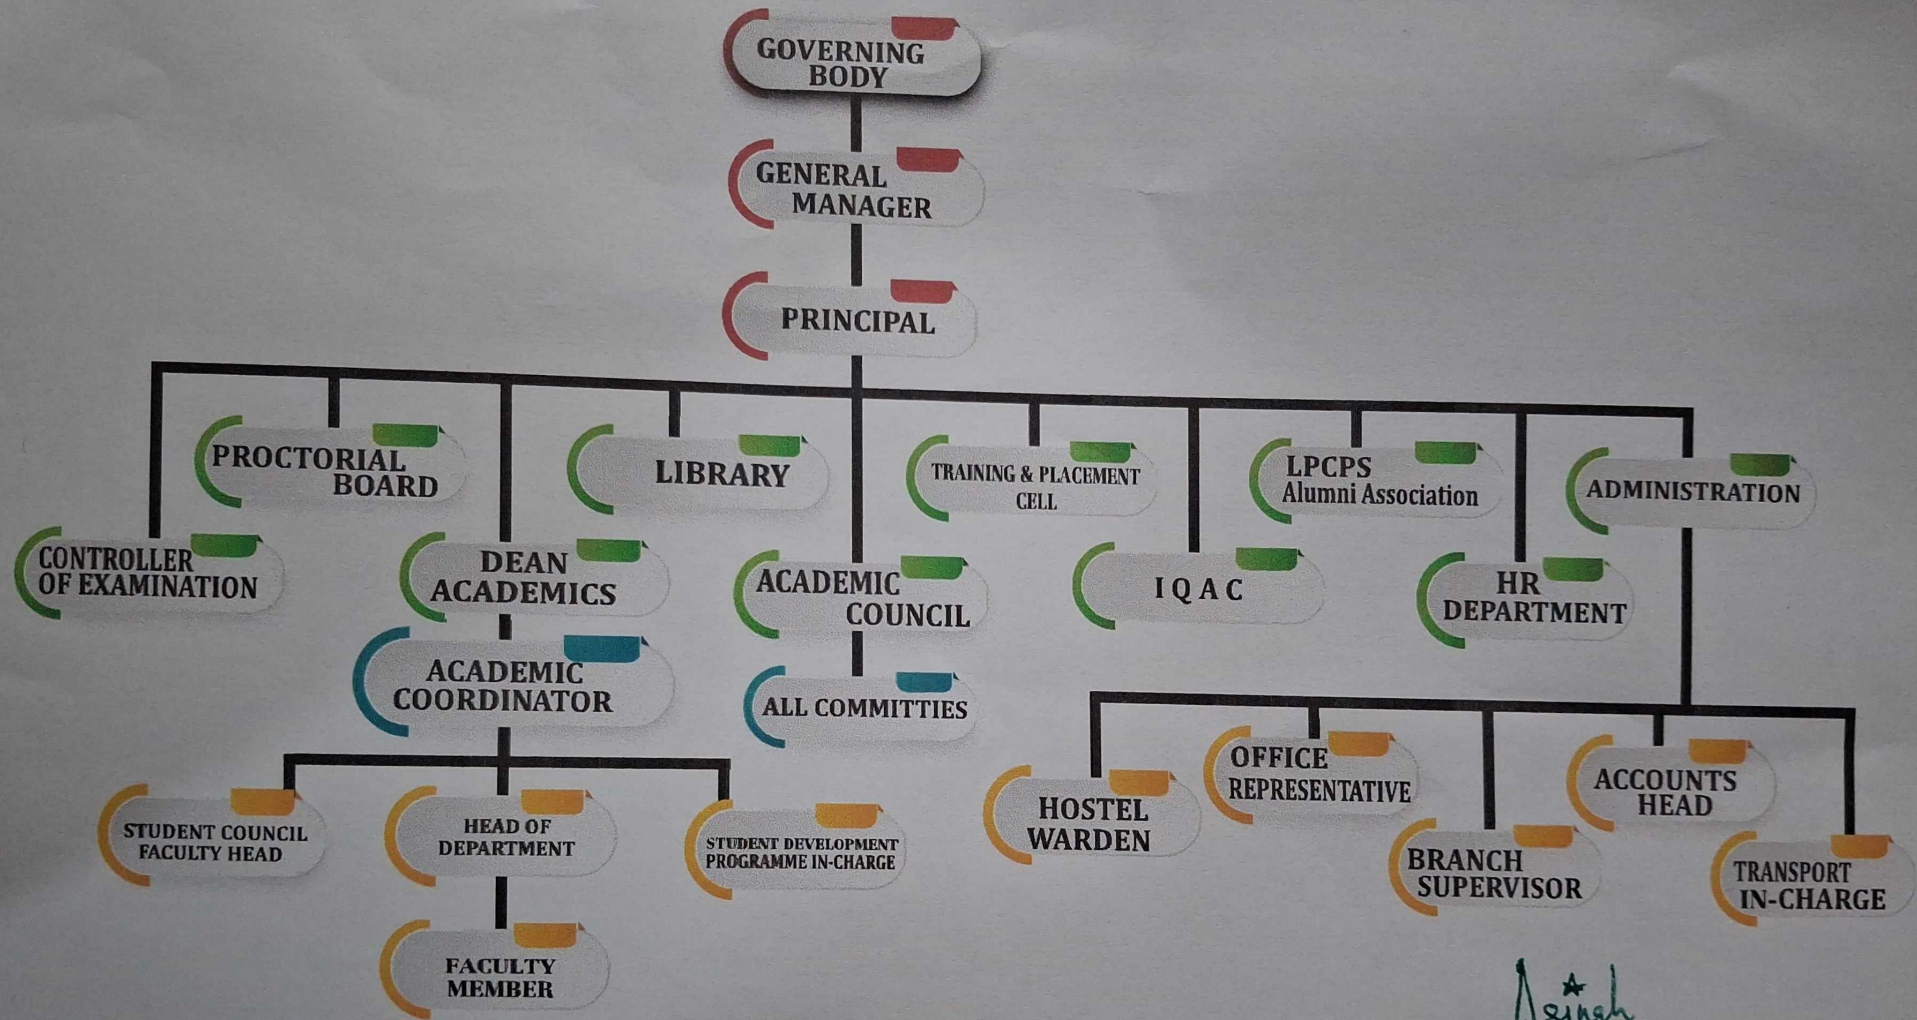 GOVERNING
BODY
GENERAL
MANAGER
PRINCIPAL
PROCTORIAL
BOARD
LIBRARY
TRAINING & PLACEMENT
CELL
LPCPS
Alumni Association
ADMINISTRATION
CONTROLLER
OF EXAMINATION
DEAN
ACADEMICS
ACADEMIC
COUNCIL
I Q A C
HR
DEPARTMENT
ACADEMIC
COORDINATOR
ALL COMMITTIES
STUDENT COUNCIL
FACULTY HEAD
HEAD OF
DEPARTMENT
STUDENT DEVELOPMENT
PROGRAMME IN-CHARGE
HOSTEL
WARDEN
OFFICE
REPRESENTATIVE
BRANCH
SUPERVISOR
ACCOUNTS
HEAD
TRANSPORT
IN-CHARGE
FACULTY
MEMBER